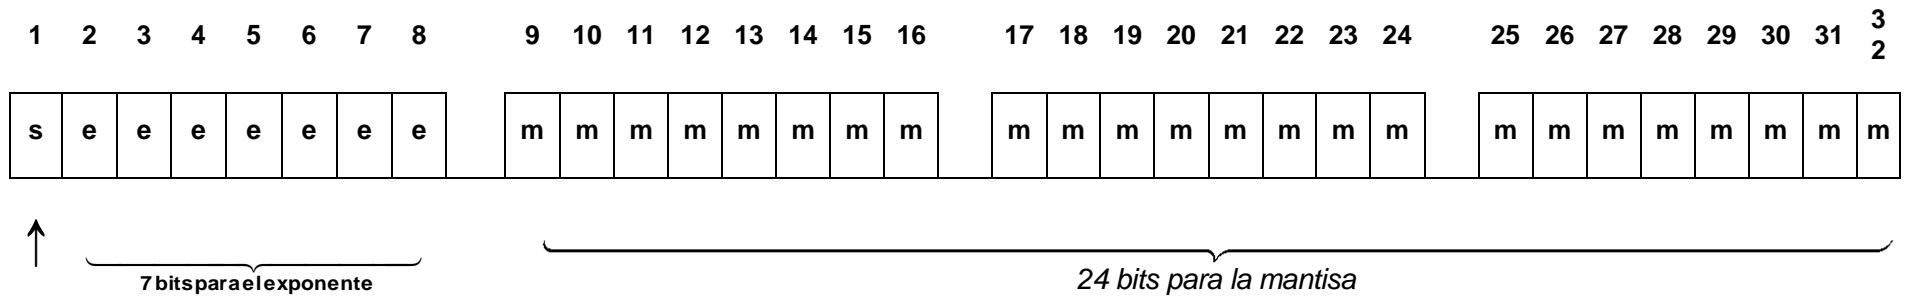 1 2 3 4 5 6 7 8 9 10 11 12 13 14 15 16 17 18 19 20 21 22 23 24 25 26 27 28 29 30 31 32
s e e e e e e e m m m m m m m m m m m m m m m m m m m m m m m m
7 bits para el exponente 24 bits para la mantisa